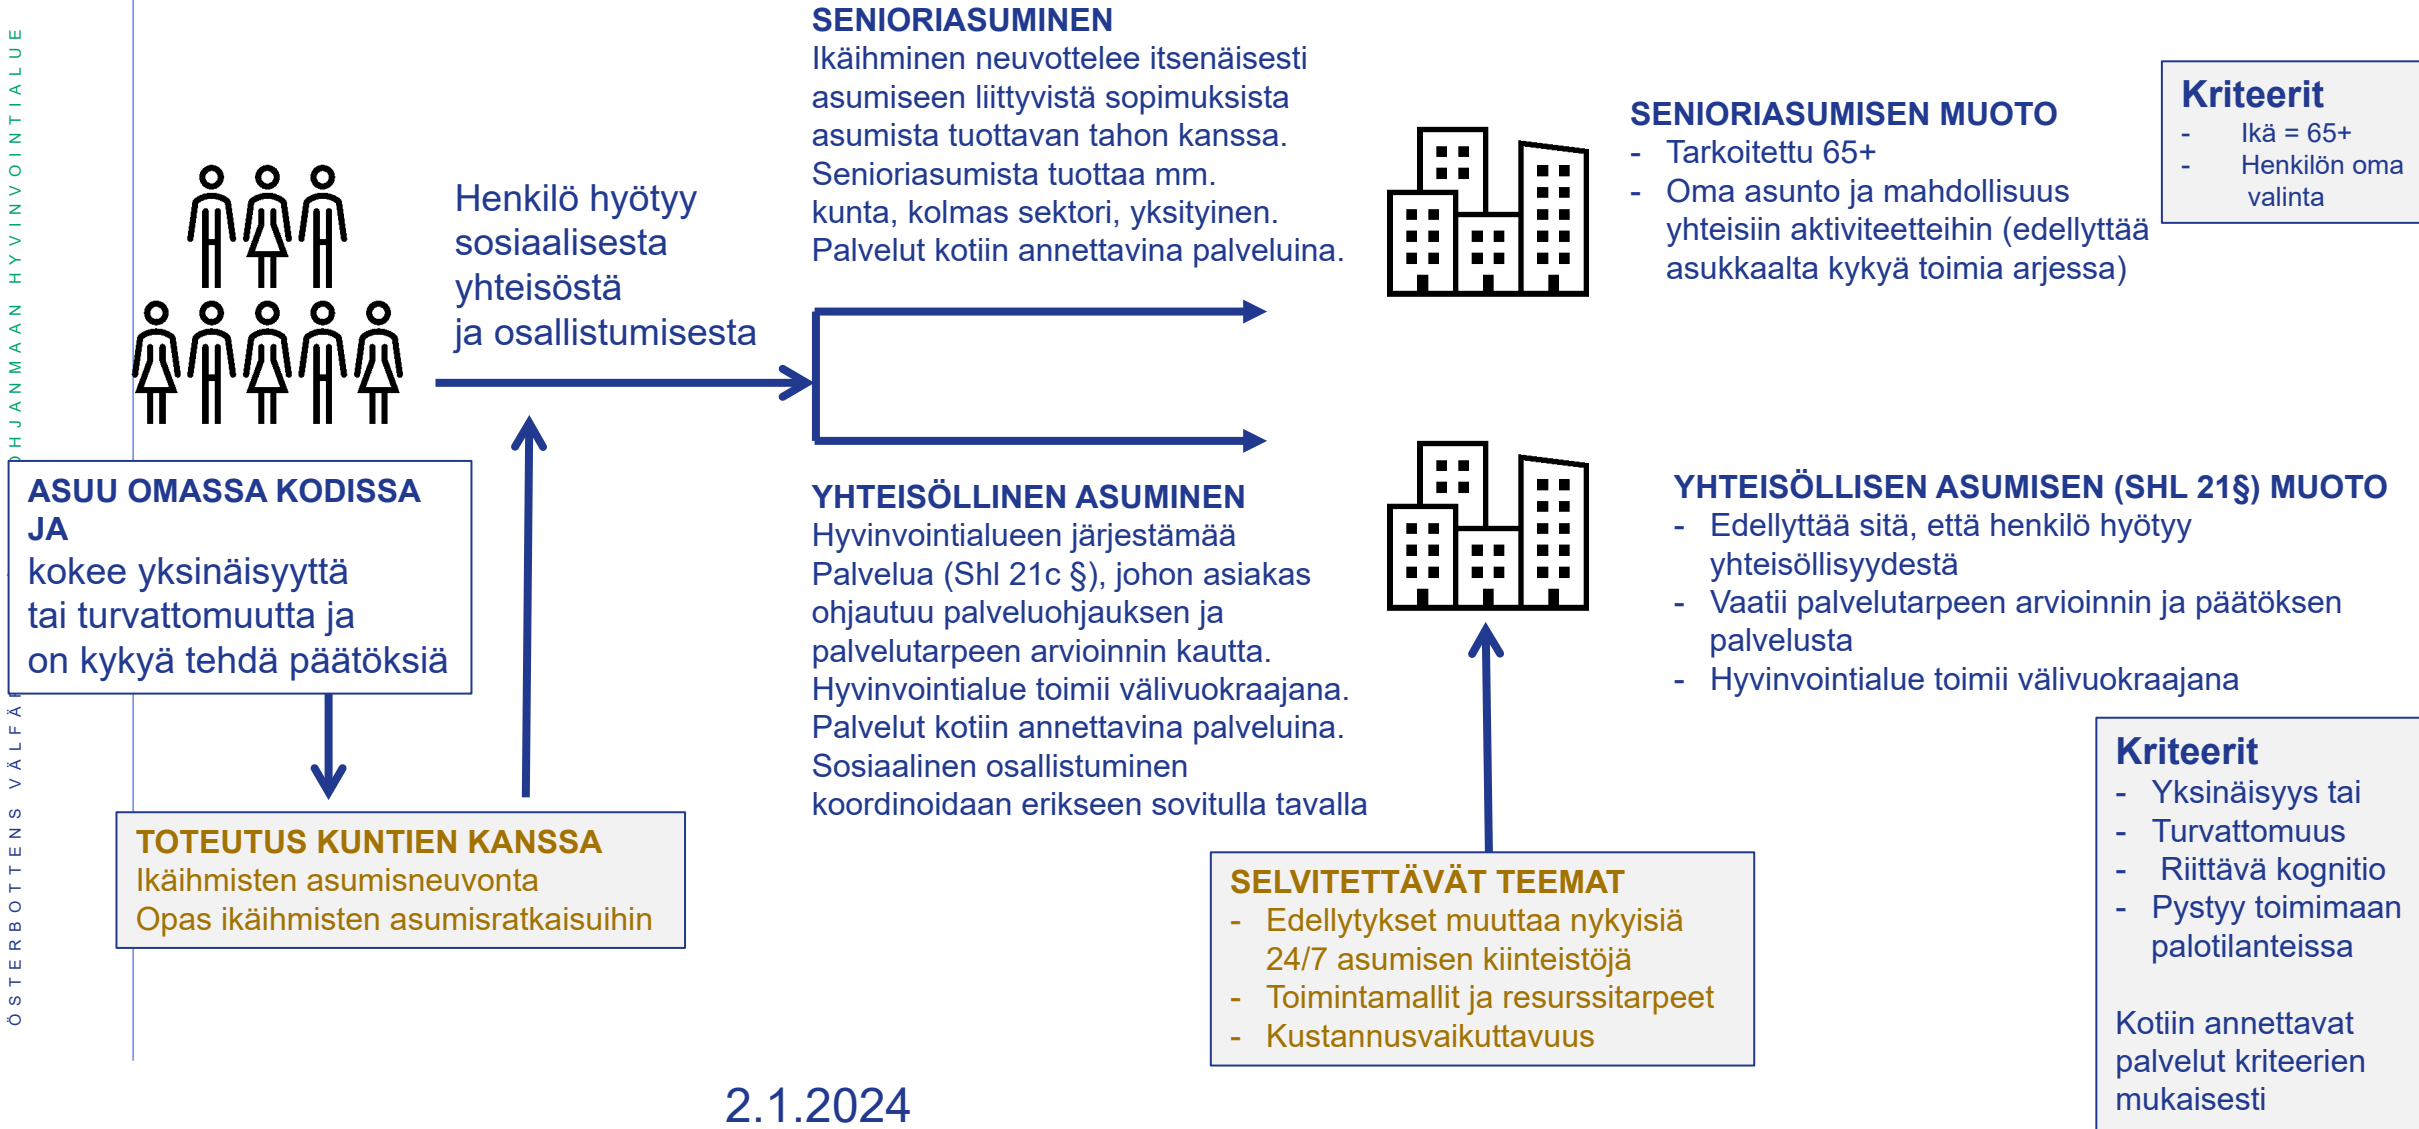 SENIORIASUMINEN
Ikäihminen neuvottelee itsenäisesti
asumiseen liittyvistä sopimuksista
asumista tuottavan tahon kanssa.
Senioriasumista tuottaa mm.
kunta, kolmas sektori, yksityinen.
Palvelut kotiin annettavina palveluina.
SENIORIASUMISEN MUOTO
- Tarkoitettu 65+
- Oma asunto ja mahdollisuus
yhteisiin aktiviteetteihin (edellyttää
asukkaalta kykyä toimia arjessa)
Kriteerit
- Ikä = 65+
- Henkilön oma
valinta
Henkilö hyötyy
sosiaalisesta
yhteisöstä
ja osallistumisesta
ASUU OMASSA KODISSA
JA
kokee yksinäisyyttä
tai turvattomuutta ja
on kykyä tehdä päätöksiä
YHTEISÖLLINEN ASUMINEN
Hyvinvointialueen järjestämää
Palvelua (Shl 21c §), johon asiakas
ohjautuu palveluohjauksen ja
palvelutarpeen arvioinnin kautta.
Hyvinvointialue toimii välivuokraajana.
Palvelut kotiin annettavina palveluina.
Sosiaalinen osallistuminen
koordinoidaan erikseen sovitulla tavalla
YHTEISÖLLISEN ASUMISEN (SHL 21§) MUOTO
- Edellyttää sitä, että henkilö hyötyy
yhteisöllisyydestä
- Vaatii palvelutarpeen arvioinnin ja päätöksen
palvelusta
- Hyvinvointialue toimii välivuokraajana
TOTEUTUS KUNTIEN KANSSA
Ikäihmisten asumisneuvonta
Opas ikäihmisten asumisratkaisuihin
SELVITETTÄVÄT TEEMAT
- Edellytykset muuttaa nykyisiä
24/7 asumisen kiinteistöjä
- Toimintamallit ja resurssitarpeet
- Kustannusvaikuttavuus
Kriteerit
- Yksinäisyys tai
- Turvattomuus
- Riittävä kognitio
- Pystyy toimimaan
palotilanteissa
Kotiin annettavat
palvelut kriteerien
mukaisesti
2.1.2024
ÖSTERBOTTENS HYVINVOINTIALUE